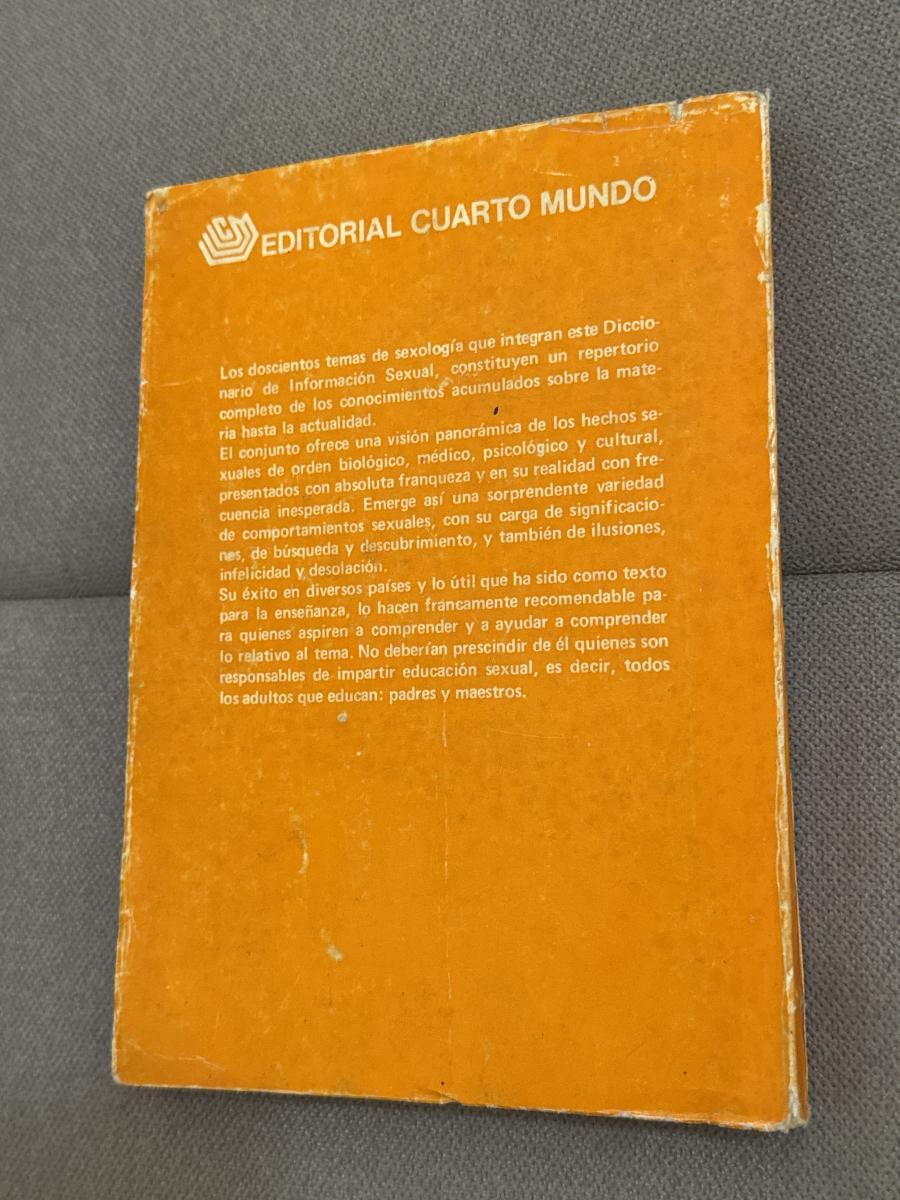 CM
EDITORIAL CUARTO MUNDO
Los doscientos temas de sexología que integran este Diccio-
nario de Información Sexual, constituyen un repertorio
completo de los conocimientos acumulados sobre la mate-
ria hasta la actualidad.
El conjunto ofrece una visión panorámica de los hechos se-
xuales de orden biológico, médico, psicológico y cultural,
presentados con absoluta franqueza y en su realidad con fre-
cuencia inesperada. Emerge así una sorprendente variedad
de comportamientos sexuales, con su carga de significacio-
nes, de búsqueda y descubrimiento, y también de ilusiones,
infelicidad y desolación.
Su éxito en diversos países y lo útil que ha sido como texto
para la enseñanza, lo hacen francamente recomendable pa-
ra quienes aspiren a comprender y a ayudar a comprender
lo relativo al tema. No deberían prescindir de él quienes son
responsables de impartir educación sexual, es decir, todos
los adultos que educan: padres y maestros.